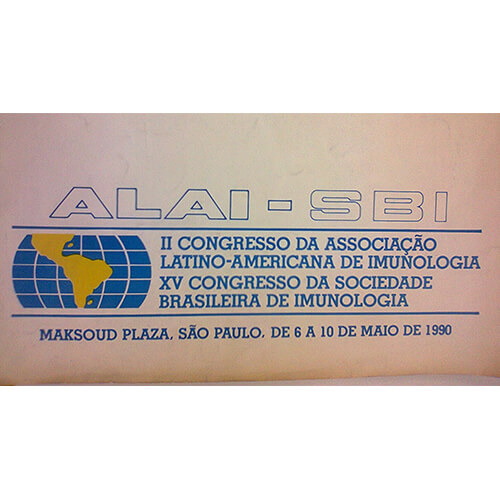 ALAI-SBI
II CONGRESSO DA ASSOCIAÇÃO
LATINO-AMERICANA DE IMUNOLOGIA
XV CONGRESSO DA SOCIEDADE
BRASILEIRA DE IMUNOLOGIA
MAKSOUD PLAZA, SÃO PAULO, DE 6 A 10 DE MAIO DE 1990